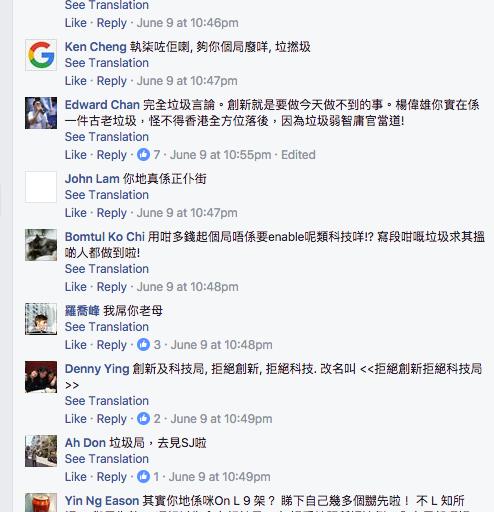 See Translation
Like · Reply · June 9 at 10:46pm
Ken Cheng 執柒咗佢喇, 夠你個局廢咩, 垃撚圾
See Translation
Like · Reply · June 9 at 10:47pm
Edward Chan 完全垃圾言論。創新就是要做今天做不到的事。楊偉雄你實在係
一件古老垃圾，怪不得香港全方位落後，因為垃圾弱智庸官當道!
See Translation
Like · Reply · 7 · June 9 at 10:55pm · Edited
John Lam 你地真係正仆街
See Translation
Like · Reply · June 9 at 10:47pm
Bomtul Ko Chi 用咁多錢起個局唔係要enable呢類科技咩!? 寫段咁嘅垃圾求其搵
啲人都做到啦!
See Translation
Like · Reply · June 9 at 10:48pm
羅喬峰 我屌你老母
See Translation
Like · Reply · 3 · June 9 at 10:48pm
Denny Ying 創新及科技局, 拒絕創新, 拒絕科技. 改名叫 <<拒絕創新拒絕科技局
>>
See Translation
Like · Reply · 2 · June 9 at 10:49pm
Ah Don 垃圾局，去見SJ啦
See Translation
Like · Reply · 1 · June 9 at 10:49pm
Yin Ng Eason 其實你地係咪On L 9 架？ 睇下自己幾多個嬲先啦！ 不 L 知所